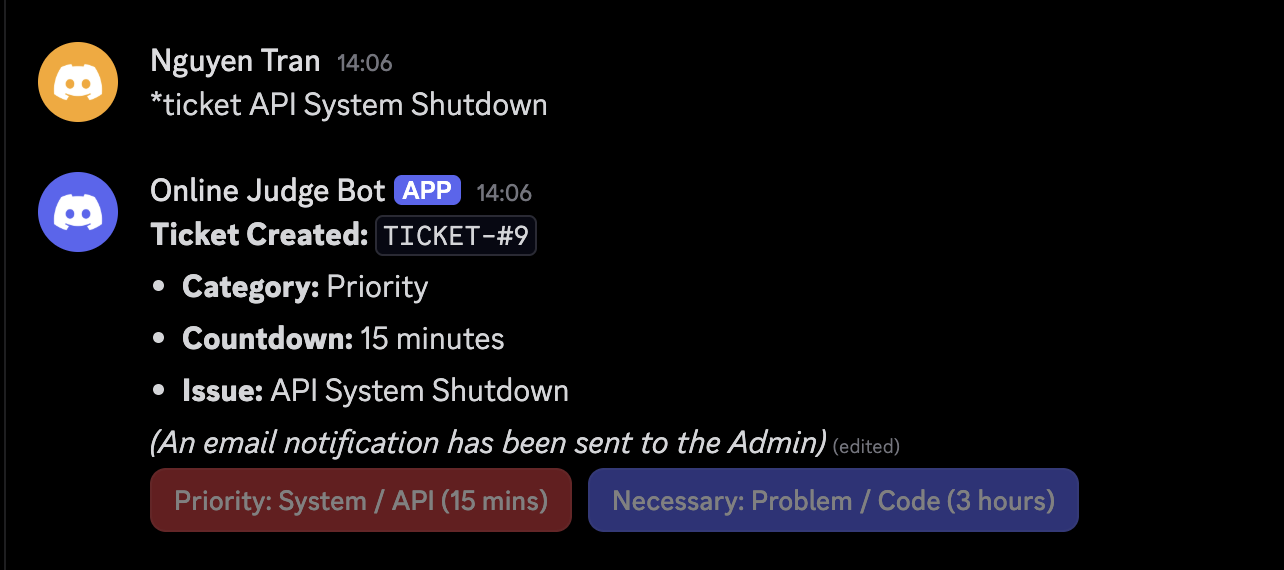 Nguyen Tran 14:06
*ticket API System Shutdown
Online Judge Bot APP 14:06
Ticket Created: TICKET-#9
• Category: Priority
• Countdown: 15 minutes
• Issue: API System Shutdown
(An email notification has been sent to the Admin) (edited)
Priority: System / API (15 mins) Necessary: Problem / Code (3 hours)